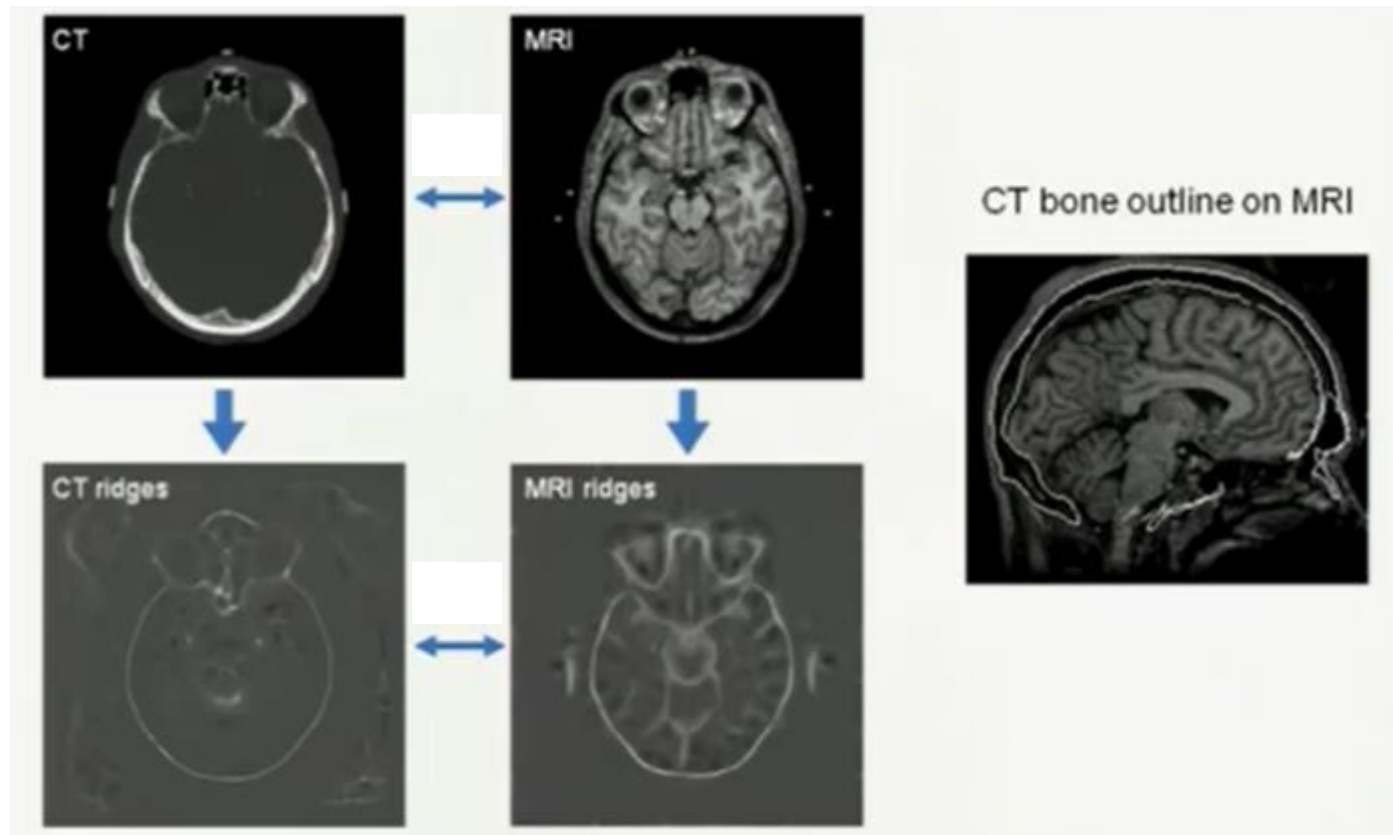 CT
MRI
CT bone outline on MRI
CT ridges
MRI ridges